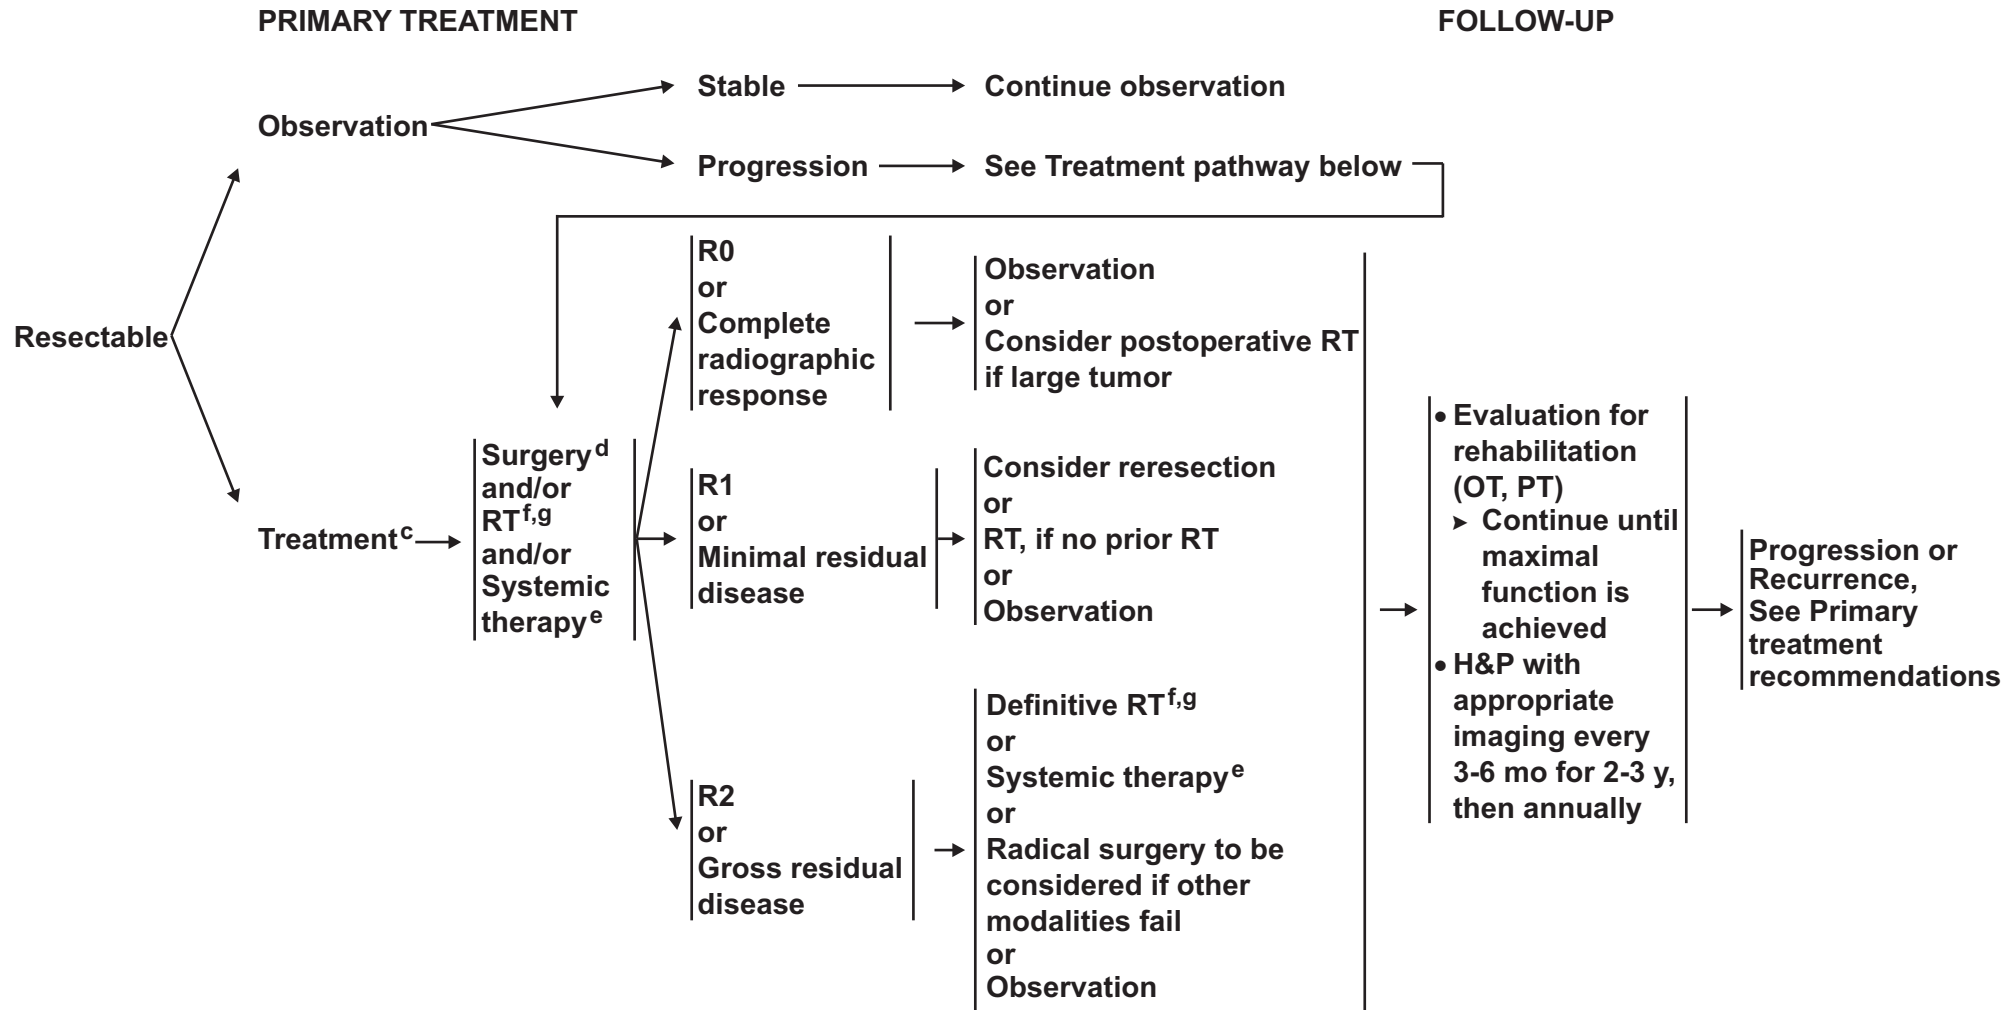 PRIMARY TREATMENT
FOLLOW-UP
Resectable
Observation
Stable
Continue observation
Progression
See Treatment pathway below
Treatment c
Surgery d
and/or
RT f,g
and/or
Systemic
therapy e
R0
or
Complete
radiographic
response
Observation
or
Consider postoperative RT
if large tumor
R1
or
Minimal residual
disease
Consider reresection
or
RT, if no prior RT
or
Observation
R2
or
Gross residual
disease
Definitive RT f,g
or
Systemic therapy e
or
Radical surgery to be
considered if other
modalities fail
or
Observation
• Evaluation for
rehabilitation
(OT, PT)
➤ Continue until
maximal
function is
achieved
• H&P with
appropriate
imaging every
3-6 mo for 2-3 y,
then annually
Progression or
Recurrence,
See Primary
treatment
recommendations